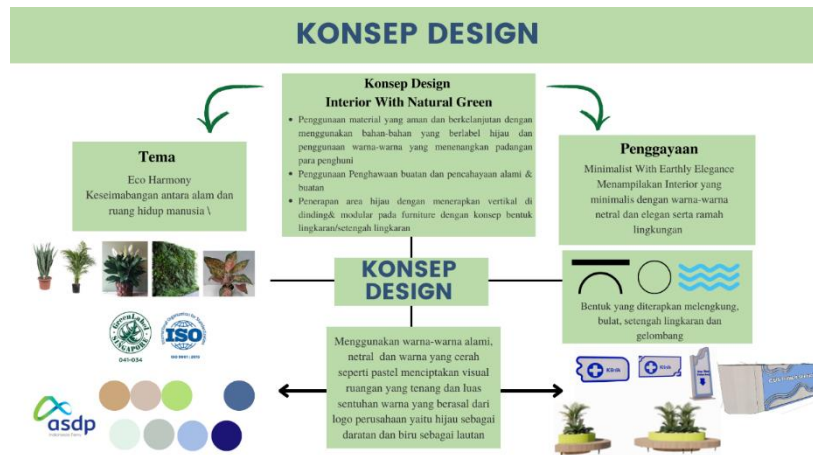 KONSEP DESIGN
Konsep Design
Interior With Natural Green
• Penggunaan material yang aman dan berkelanjutan dengan
menggunakan bahan-bahan yang berlabel hijau dan
penggunaan warna-warna yang menenangkan padangan
para penghuni
• Penggunaan Penghawaan buatan dan pencahayaan alami &
buatan
• Penerapan area hijau dengan menerapkan vertikal di
dinding& modular pada furniture dengan konsep bentuk
lingkaran/setengah lingkaran
Tema
Eco Harmony
Keseimbangan antara alam dan
ruang hidup manusia \
Penggayaan
Minimalist With Earthly Elegance
Menampilakan Interior yang
minimalis dengan warna-warna
netral dan elegan serta ramah
lingkungan
KONSEP
DESIGN
Bentuk yang diterapkan melengkung,
bulat, setengah lingkaran dan
gelombang
GreenLabel
SINGAPORE
041-034
ISO
Menggunakan warna-warna alami,
netral dan warna yang cerah
seperti pastel menciptakan visual
ruangan yang tenang dan luas
sentuhan warna yang berasal dari
logo perusahaan yaitu hijau sebagai
daratan dan biru sebagai lautan
asdp